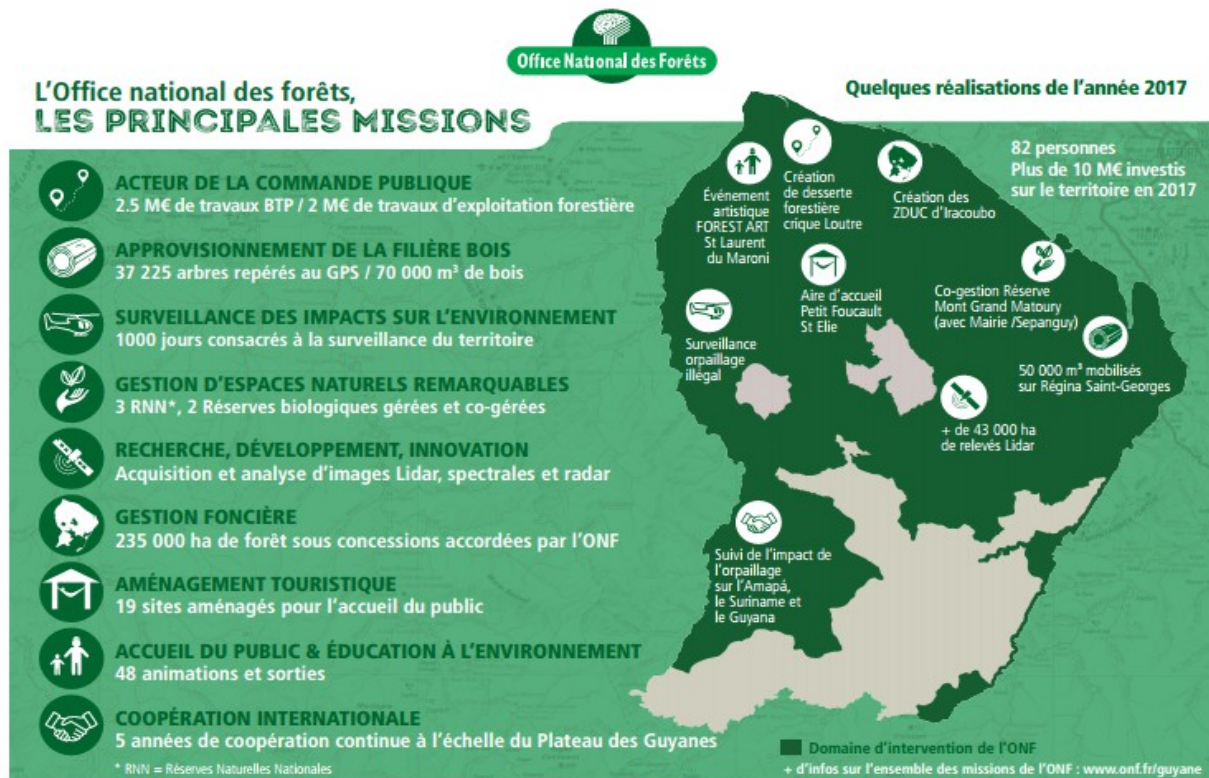 Office National des Forêts
L'Office national des forêts,
LES PRINCIPALES MISSIONS
ACTEUR DE LA COMMANDE PUBLIQUE
2.5 M€ de travaux BTP / 2 M€ de travaux d'exploitation forestière
APPROVISIONNEMENT DE LA FILIÈRE BOIS
37 225 arbres repérés au GPS / 70 000 m³ de bois
SURVEILLANCE DES IMPACTS SUR L'ENVIRONNEMENT
1000 jours consacrés à la surveillance du territoire
GESTION D'ESPACES NATURELS REMARQUABLES
3 RNN*, 2 Réserves biologiques gérées et co-gérées
RECHERCHE, DÉVELOPPEMENT, INNOVATION
Acquisition et analyse d'images Lidar, spectrales et radar
GESTION FONCIÈRE
235 000 ha de forêt sous concessions accordées par l'ONF
AMÉNAGEMENT TOURISTIQUE
19 sites aménagés pour l'accueil du public
ACCUEIL DU PUBLIC & ÉDUCATION À L'ENVIRONNEMENT
48 animations et sorties
COOPÉRATION INTERNATIONALE
5 années de coopération continue à l'échelle du Plateau des Guyanes
* RNN = Réserves Naturelles Nationales
Quelques réalisations de l'année 2017
82 personnes
Plus de 10 M€ investis
sur le territoire en 2017
Événement
artistique
FOREST ART
St Laurent
du Maroni
Création
de desserte
forestière
crique Loutre
Création des
ZDUC d'Iracoubo
Aire d'accueil
Petit Foucault
St Elie
Co-gestion Réserve
Mont Grand Matoury
(avec Mairie /Sepanguy)
Surveillance
orpaillage
illégal
50 000 m³ mobilisés
sur Régina Saint-Georges
+ de 43 000 ha
de relevés Lidar
Suivi de l'impact de
l'orpaillage
sur l'Amapá,
le Suriname et
le Guyana
Domaine d'intervention de l'ONF
+ d'infos sur l'ensemble des missions de l'ONF : www.onf.fr/guyane